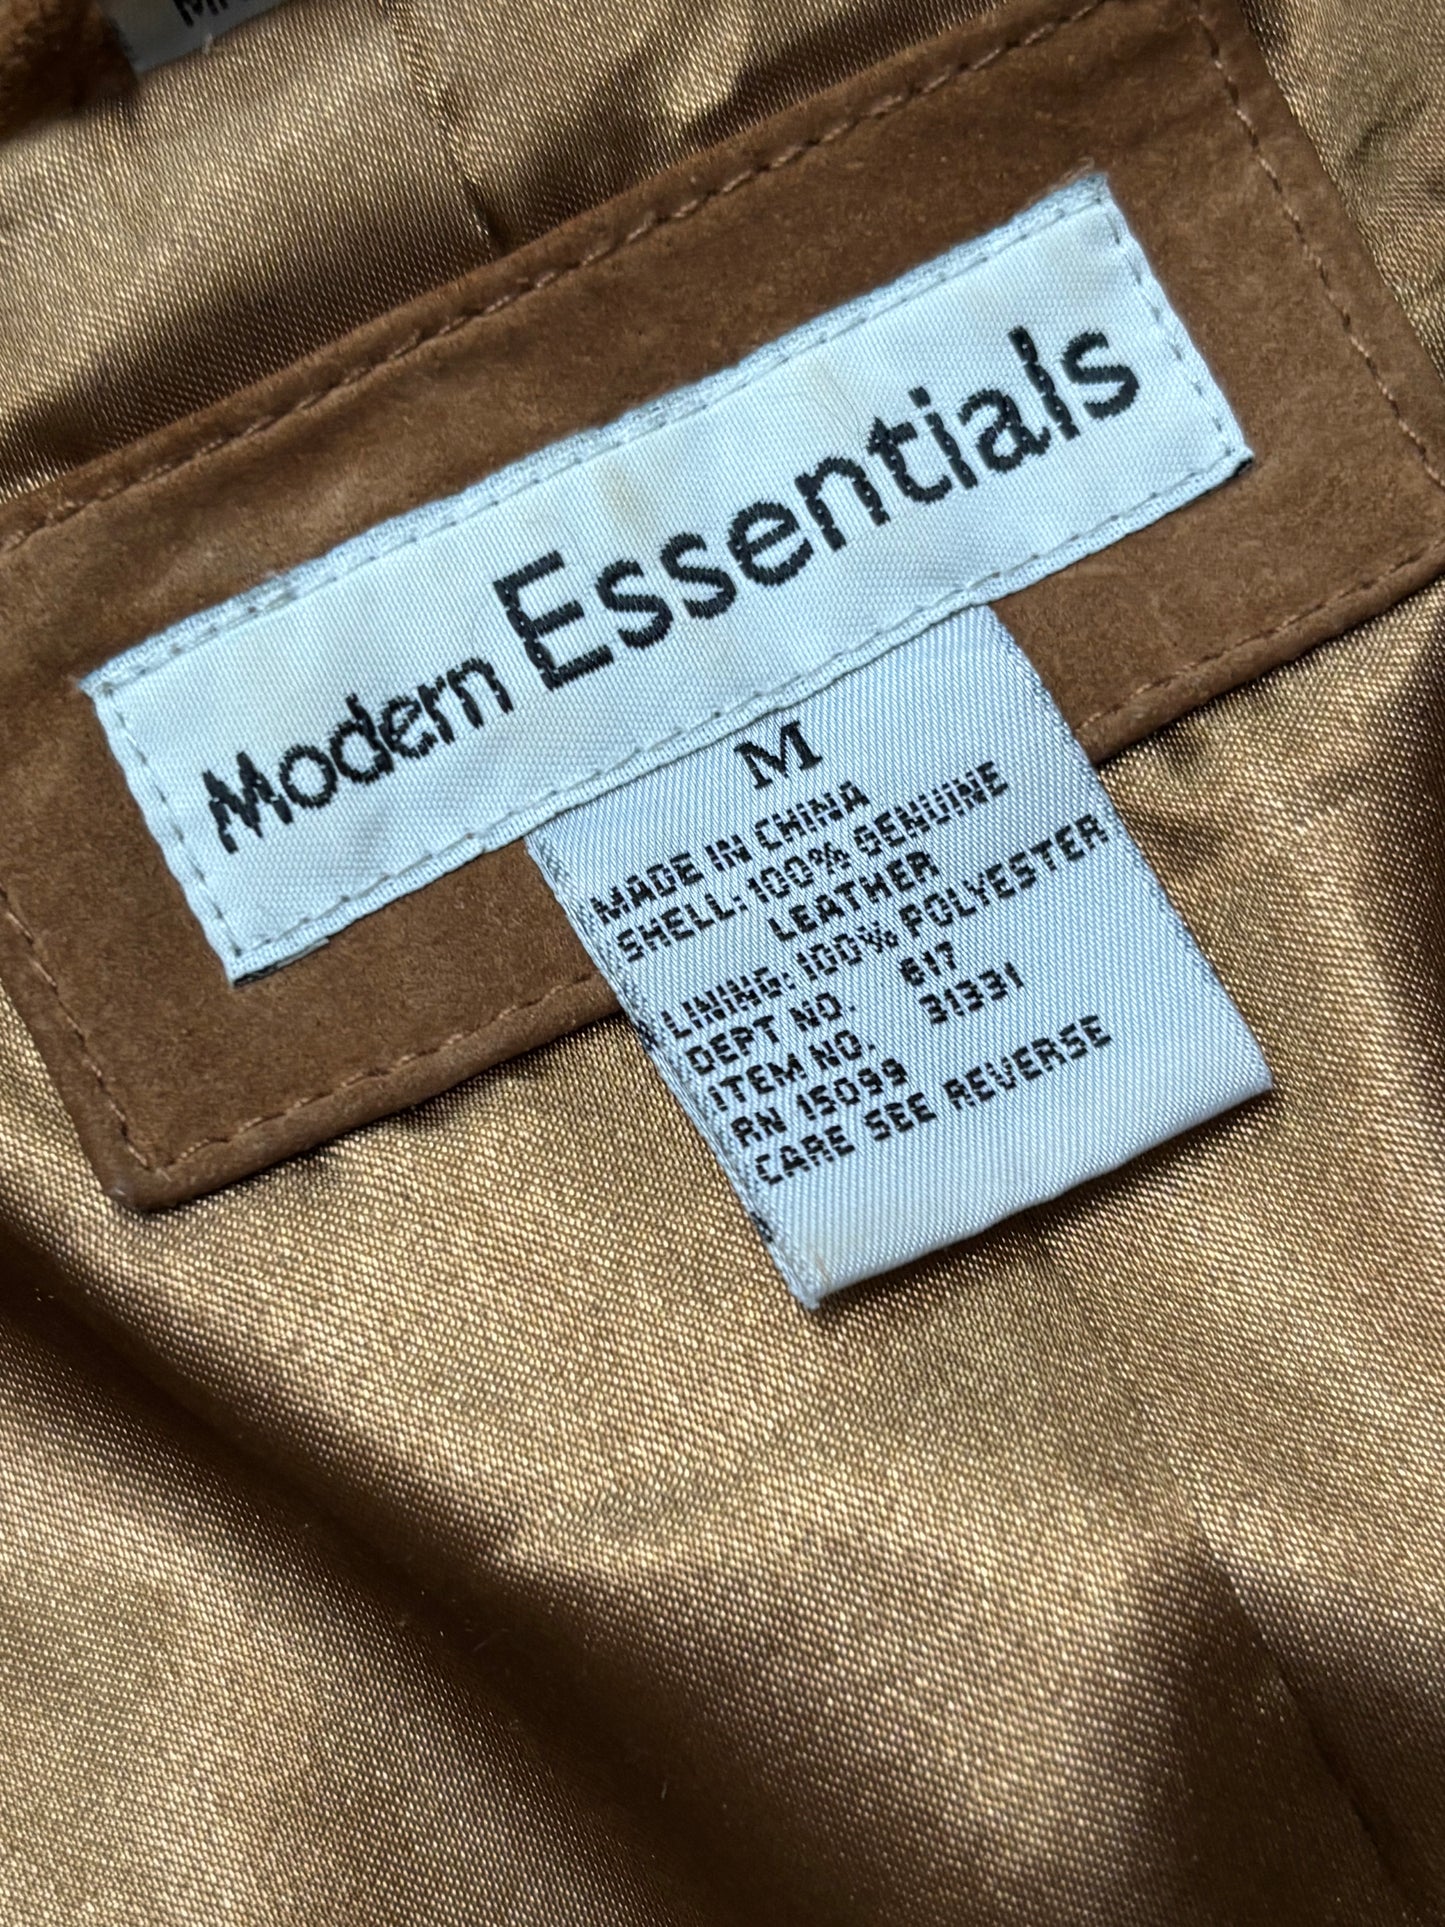 Modern Essentials
M
MADE IN CHINA
SHELL: 100% GENUINE
LEATHER
LINING: 100% POLYESTER
DEPT NO. 617
ITEM NO. 31331
RN 15099
CARE SEE REVERSE